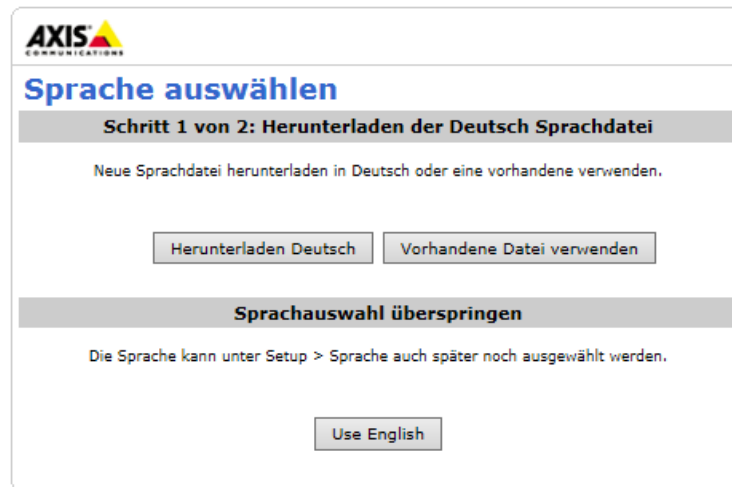 AXIS
COMMUNICATIONS
Sprache auswählen
Schritt 1 von 2: Herunterladen der Deutsch Sprachdatei
Neue Sprachdatei herunterladen in Deutsch oder eine vorhandene verwenden.
Herunterladen Deutsch Vorhandene Datei verwenden
Sprachauswahl überspringen
Die Sprache kann unter Setup > Sprache auch später noch ausgewählt werden.
Use English